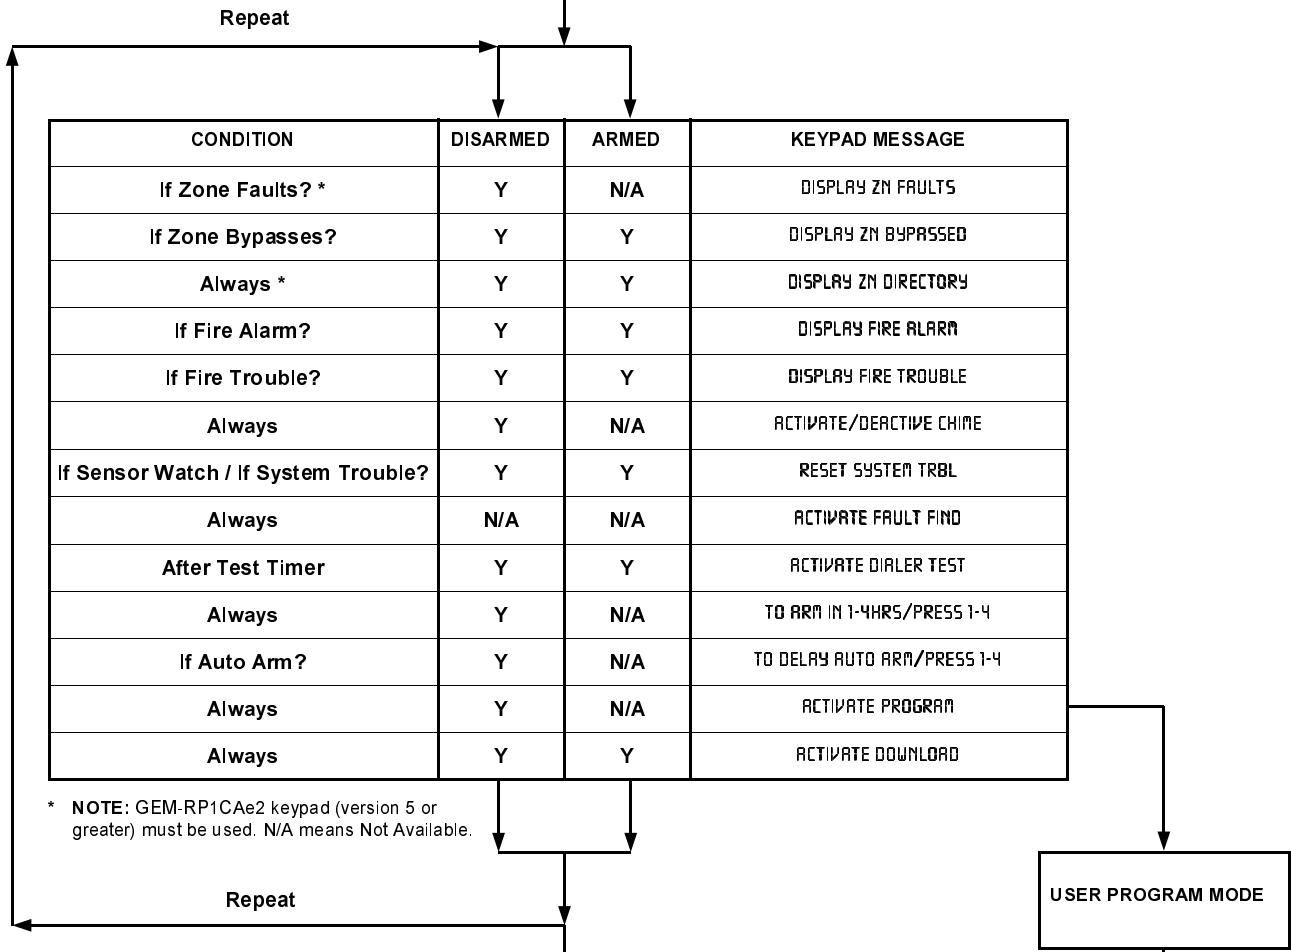 Repeat
CONDITION DISARMED ARMED KEYPAD MESSAGE
If Zone Faults? * Y N/A DISPLAY ZN FAULTS
If Zone Bypasses? Y Y DISPLAY ZN BYPASSED
Always * Y Y DISPLAY ZN DIRECTORY
If Fire Alarm? Y Y DISPLAY FIRE ALARM
If Fire Trouble? Y Y DISPLAY FIRE TROUBLE
Always Y N/A ACTIVATE/DEACTIVE CHIME
If Sensor Watch / If System Trouble? Y Y RESET SYSTEM TRBL
Always N/A N/A ACTIVATE FAULT FIND
After Test Timer Y Y ACTIVATE DIALER TEST
Always Y N/A TO ARM IN 1-4HRS/PRESS 1-4
If Auto Arm? Y N/A TO DELAY AUTO ARM/PRESS 1-4
Always Y N/A ACTIVATE PROGRAM
Always Y Y ACTIVATE DOWNLOAD
* NOTE: GEM-RP1CAe2 keypad (version 5 or
greater) must be used. N/A means Not Available.
Repeat
USER PROGRAM MODE